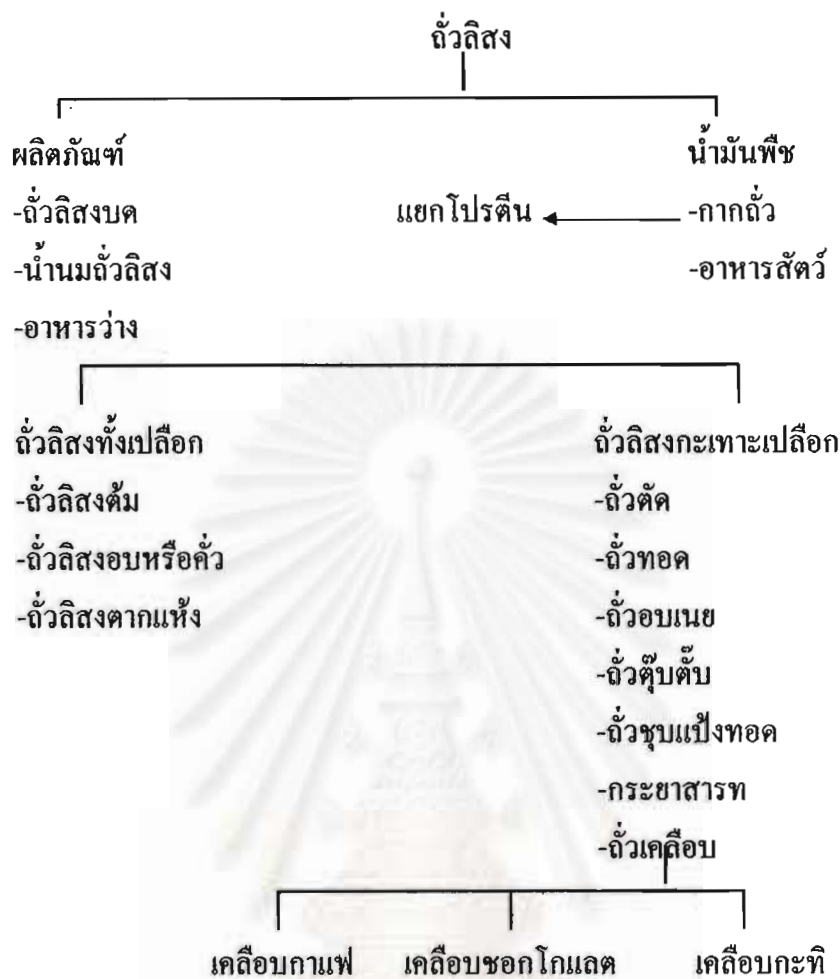 ถั่วลิสง
ผลิตภัณฑ์
-ถั่วลิสงบด
-น้ำนมถั่วลิสง
-อาหารว่าง
แยกโปรตีน
น้ำมันพืช
-กากถั่ว
-อาหารสัตว์
ถั่วลิสงทั้งเปลือก
-ถั่วลิสงต้ม
-ถั่วลิสงอบหรือคั่ว
-ถั่วลิสงตากแห้ง
ถั่วลิสงกะเทาะเปลือก
-ถั่วตัด
-ถั่วทอด
-ถั่วอบเนย
-ถั่วตุ๊บตั๊บ
-ถั่วชุบแป้งทอด
-กระยาสารท
-ถั่วเคลือบ
เคลือบกาแฟ
เคลือบชอกโกแลต
เคลือบกะทิ